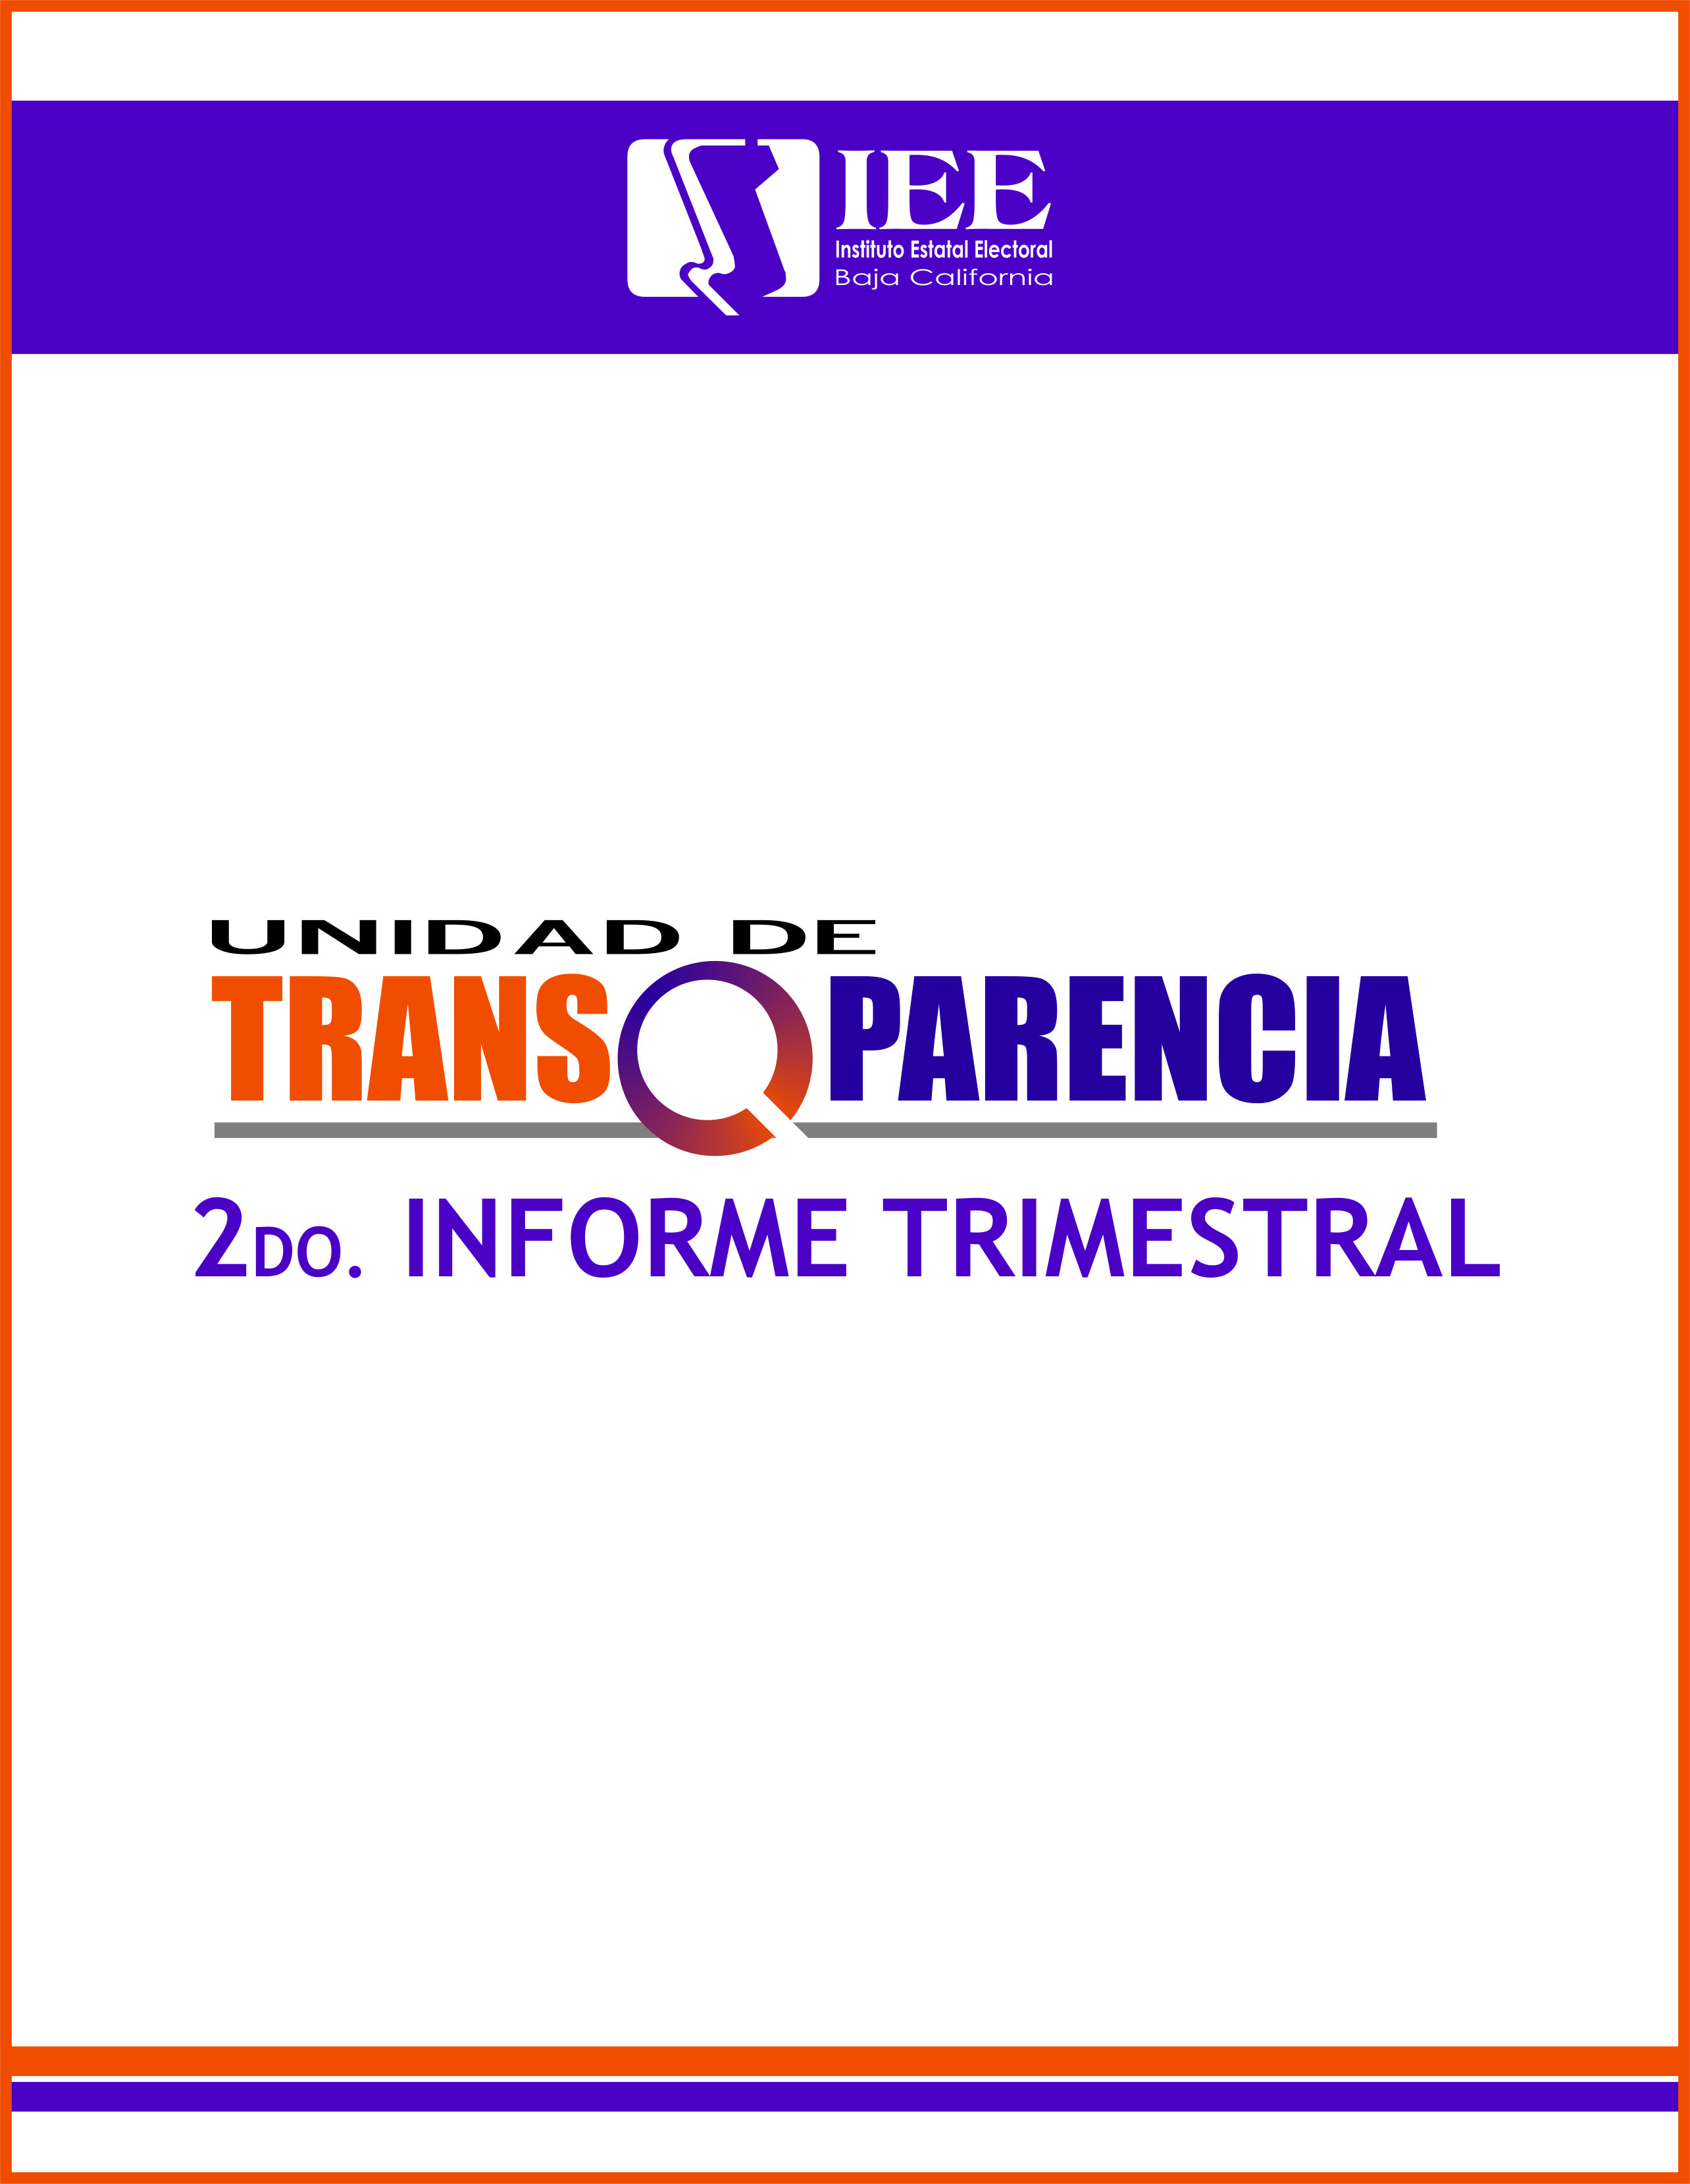 IEE
Instituto Estatal Electoral
Baja California
UNIDAD DE
TRANSPARENCIA
2DO. INFORME TRIMESTRAL